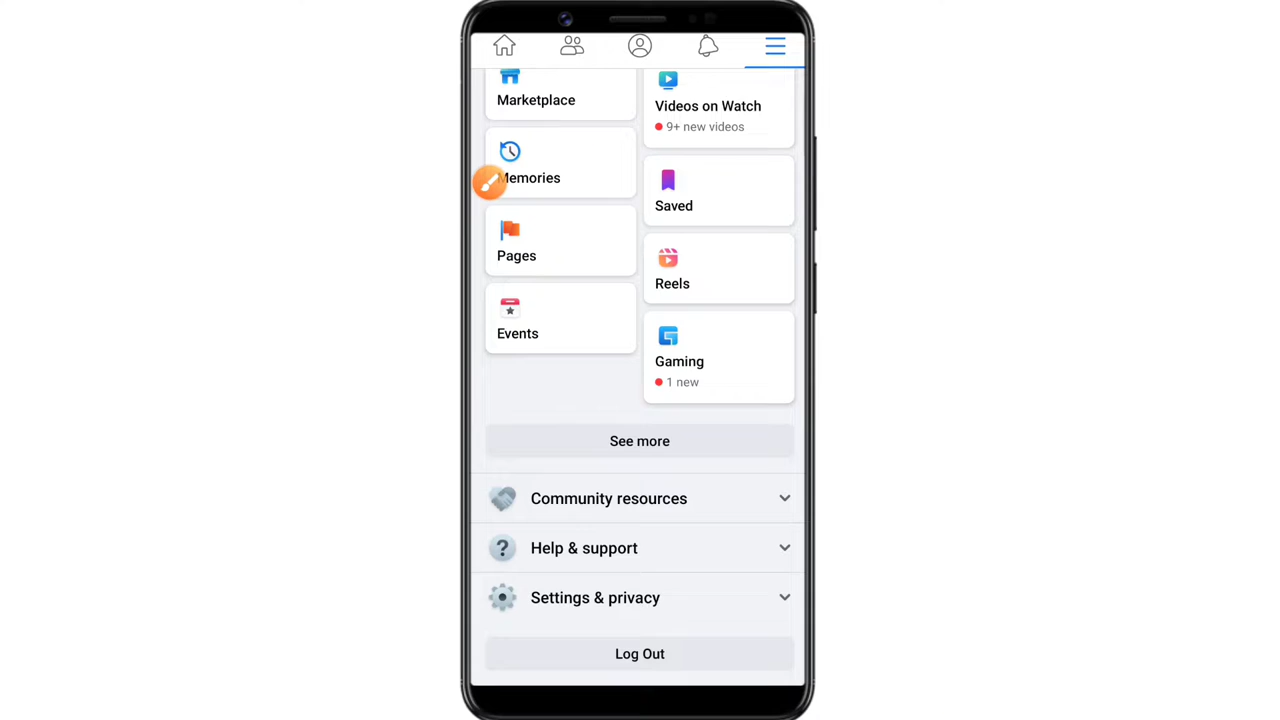 Marketplace
Videos on Watch
9+ new videos
Memories
Saved
Pages
Reels
Events
Gaming
1 new
See more
Community resources
Help & support
Settings & privacy
Log Out